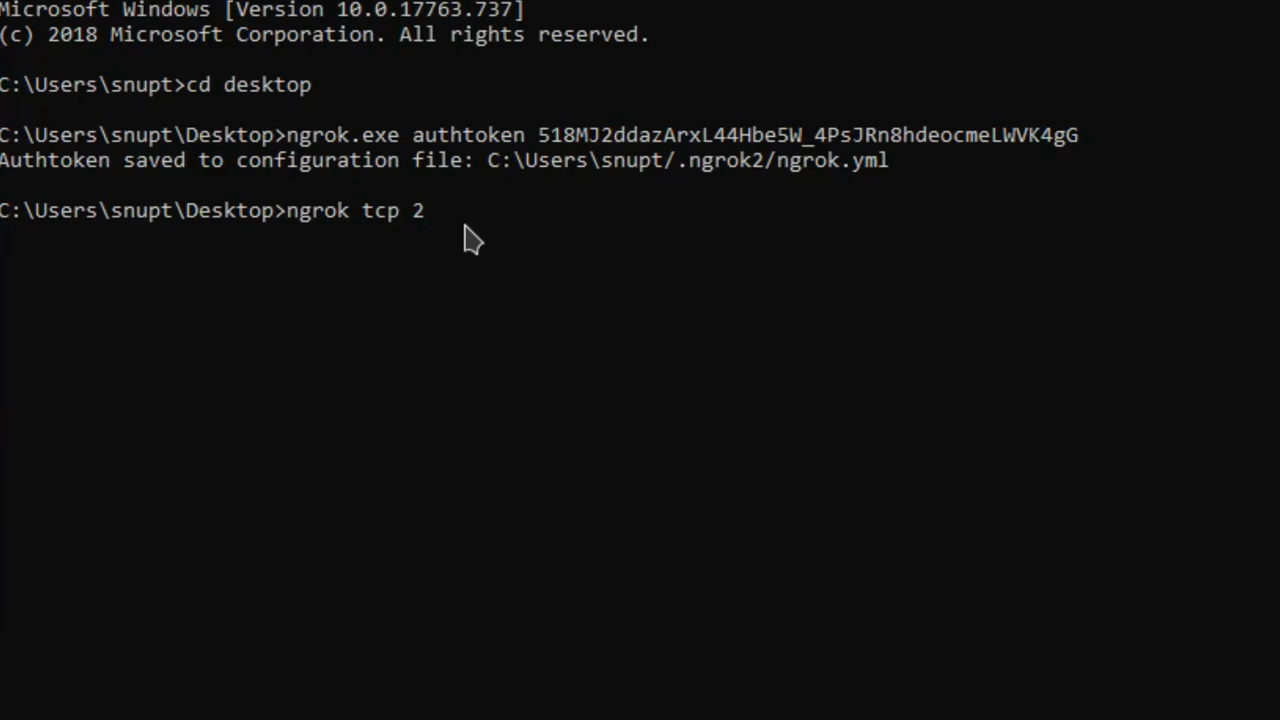 Microsoft Windows [Version 10.0.17763.737]
(c) 2018 Microsoft Corporation. All rights reserved.
C:\Users\snupt>cd desktop
C:\Users\snupt\Desktop>ngrok.exe authtoken 518MJ2ddazArxL44Hbe5W_4PsJRn8hdeocmeLWVK4gG
Authtoken saved to configuration file: C:\Users\snupt/.ngrok2/ngrok.yml
C:\Users\snupt\Desktop>ngrok tcp 2